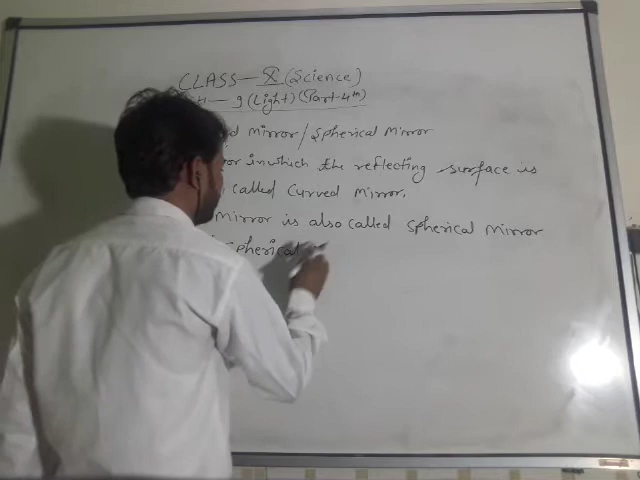 CLASS — X (Science)
— 9 (Light) (Part-4th)
Mirror / Spherical Mirror
in which the reflecting surface is
called Curved Mirror.
Mirror is also called Spherical Mirror
Spherical